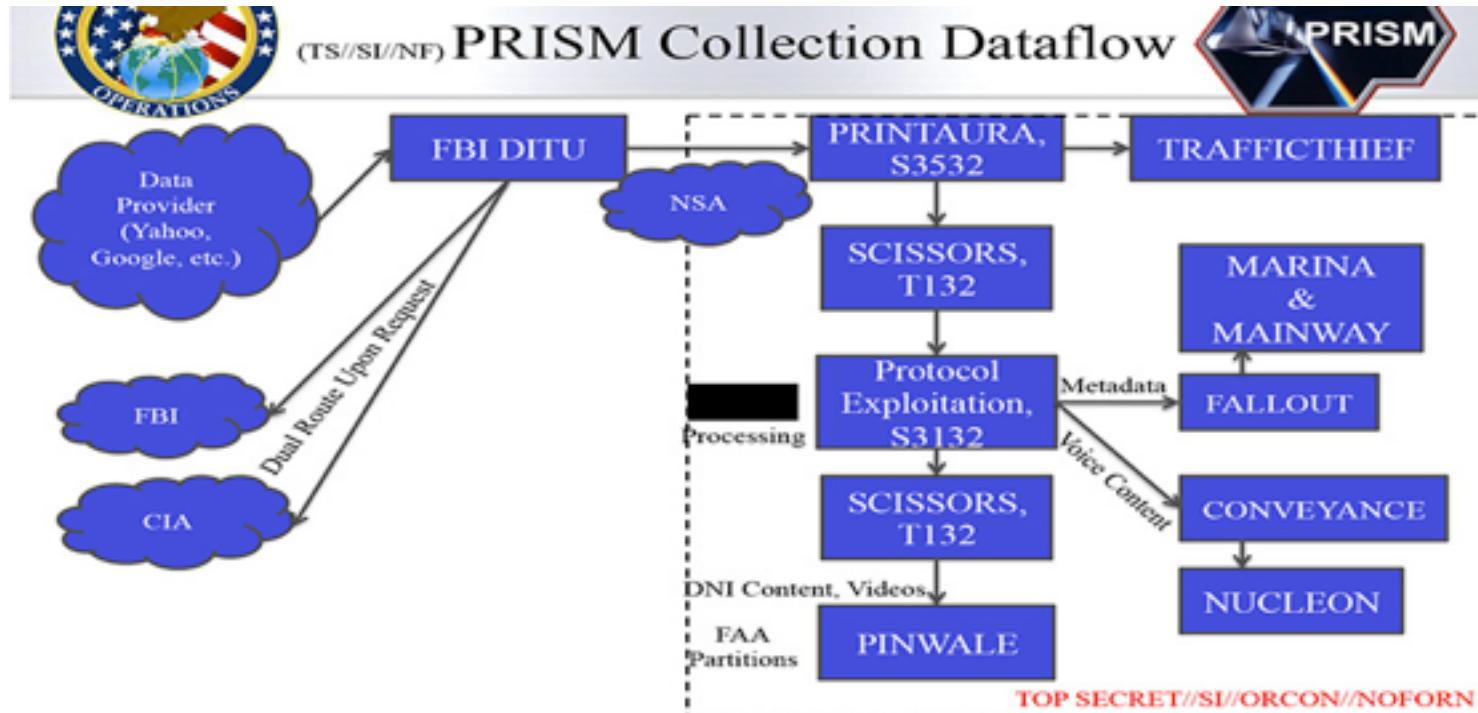 OPERATIONS
(TS//SI//NF) PRISM Collection Dataflow
PRISM
Data
Provider
(Yahoo,
Google, etc.)
FBI DITU
NSA
PRINTAURA,
S3532
TRAFFICTHIEF
SCISSORS,
T132
MARINA
&
MAINWAY
Dual Route Upon Request
FBI
CIA
Processing
Protocol
Exploitation,
S3132
Metadata
FALLOUT
Voice Content
SCISSORS,
T132
CONVEYANCE
NUCLEON
DNI Content, Videos
FAA
Partitions
PINWALE
TOP SECRET//SI//ORCON//NOFORN